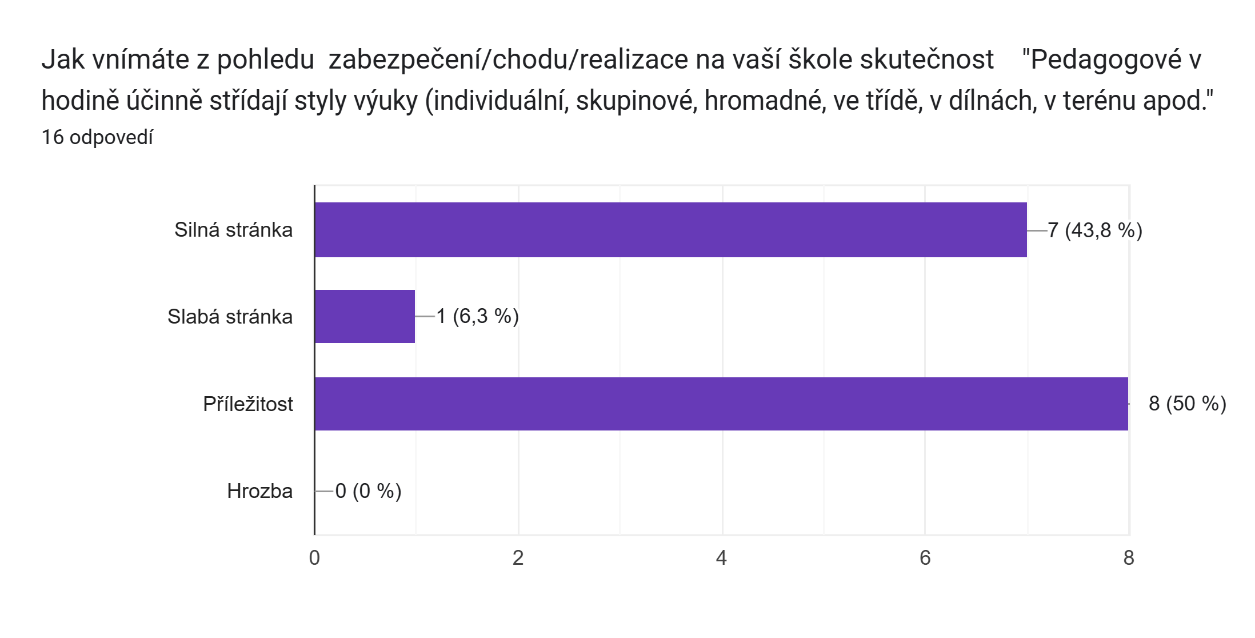 Jak vnímáte z pohledu  zabezpečení/chodu/realizace na vaší škole skutečnost    "Pedagogové v
hodině účinně střídají styly výuky (individuální, skupinové, hromadné, ve třídě, v dílnách, v terénu apod."
16 odpovedí
Silná stránka
7 (43,8 %)
Slabá stránka
1 (6,3 %)
Příležitost
8 (50 %)
Hrozba
0 (0 %)
0 2 4 6 8